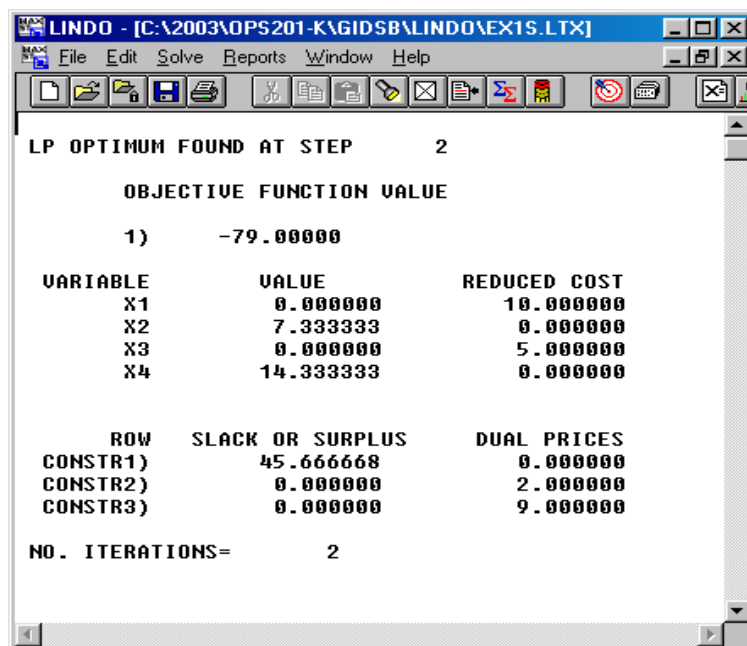 LINDO - [C:\2003\OPS201-K\GIDSB\LINDO\EX1S.LTX]
File Edit Solve Reports Window Help
LP OPTIMUM FOUND AT STEP 2
OBJECTIVE FUNCTION VALUE
1) -79.00000
VARIABLE VALUE REDUCED COST
X1 0.000000 10.000000
X2 7.333333 0.000000
X3 0.000000 5.000000
X4 14.333333 0.000000
ROW SLACK OR SURPLUS DUAL PRICES
CONSTR1) 45.666668 0.000000
CONSTR2) 0.000000 2.000000
CONSTR3) 0.000000 9.000000
NO. ITERATIONS= 2